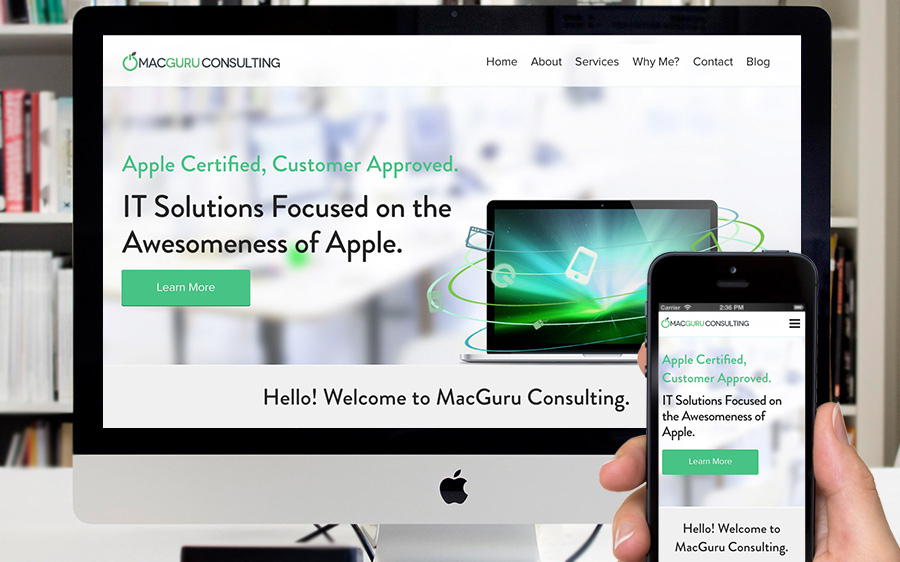 MACGURU CONSULTING
Home About Services Why Me? Contact Blog
Apple Certified, Customer Approved.
IT Solutions Focused on the
Awesomeness of Apple.
Learn More
Hello! Welcome to MacGuru Consulting.
Carrier 2:36 PM
MACGURU CONSULTING
Apple Certified,
Customer Approved.
IT Solutions Focused on
the Awesomeness of
Apple.
Learn More
Hello! Welcome to
MacGuru Consulting.